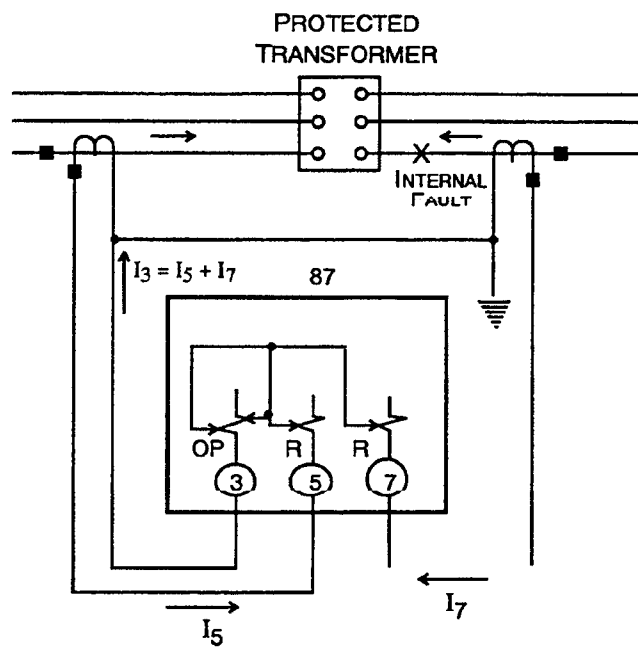 PROTECTED
TRANSFORMER
INTERNAL
FAULT
I3 = I5 + I7
87
OP
R
R
3
5
7
I5
I7